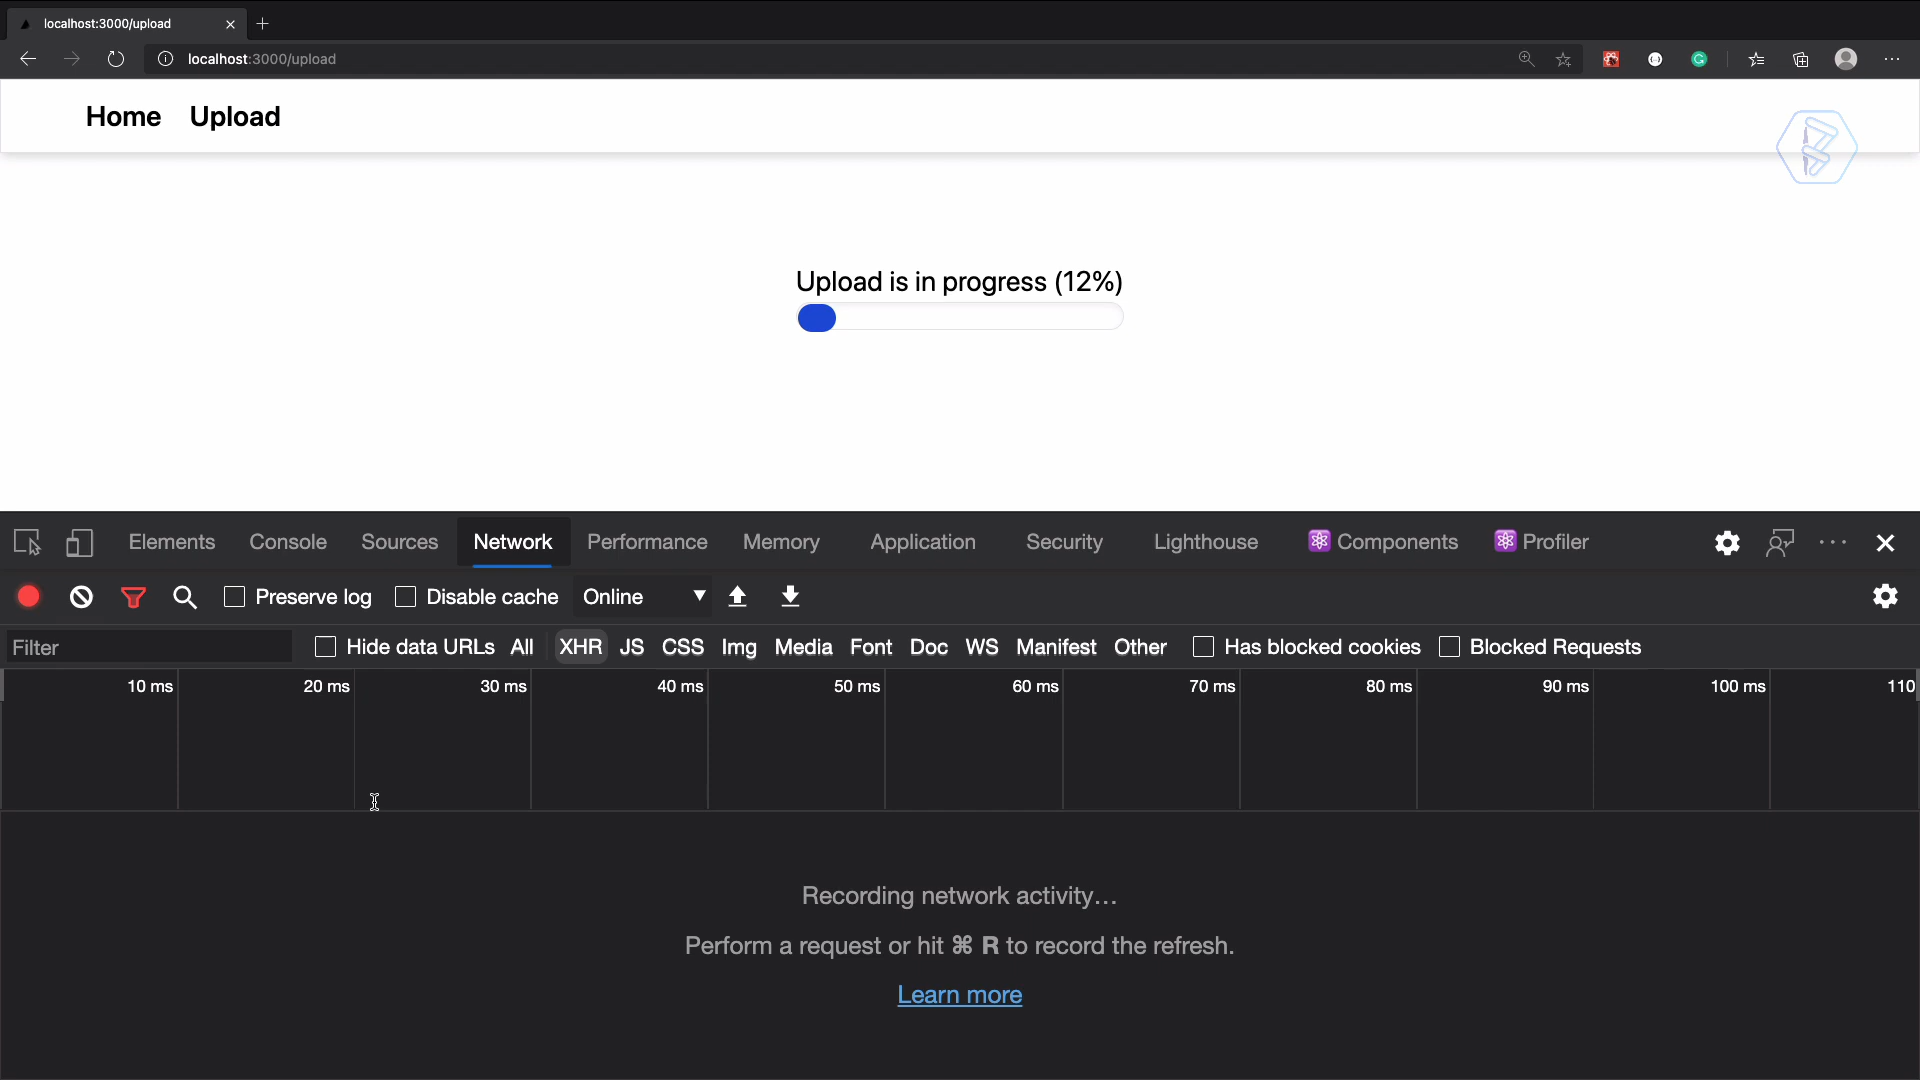 localhost:3000/upload
localhost:3000/upload
Home Upload
Upload is in progress (12%)
Elements Console Sources Network Performance Memory Application Security Lighthouse Components Profiler
Preserve log Disable cache Online
Filter Hide data URLs All XHR JS CSS Img Media Font Doc WS Manifest Other Has blocked cookies Blocked Requests
10 ms 20 ms 30 ms 40 ms 50 ms 60 ms 70 ms 80 ms 90 ms 100 ms 110
Recording network activity…
Perform a request or hit ⌘ R to record the refresh.
Learn more